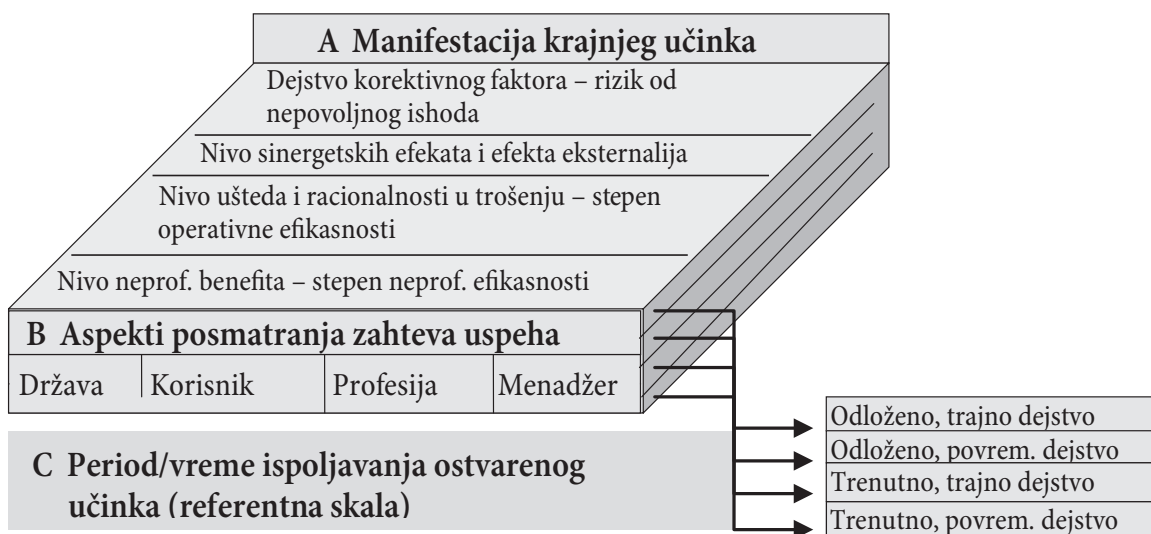 A Manifestacija krajnjeg učinka
Dejstvo korektivnog faktora – rizik od
nepovoljnog ishoda
Nivo sinergetskih efekata i efekta eksternalija
Nivo ušteda i racionalnosti u trošenju – stepen
operativne efikasnosti
Nivo neprof. benefita – stepen neprof. efikasnosti
B Aspekti posmatranja zahteva uspeha
Država Korisnik Profesija Menadžer
C Period/vreme ispoljavanja ostvarenog
učinka (referentna skala)
Odloženo, trajno dejstvo
Odloženo, povrem. dejstvo
Trenutno, trajno dejstvo
Trenutno, povrem. dejstvo